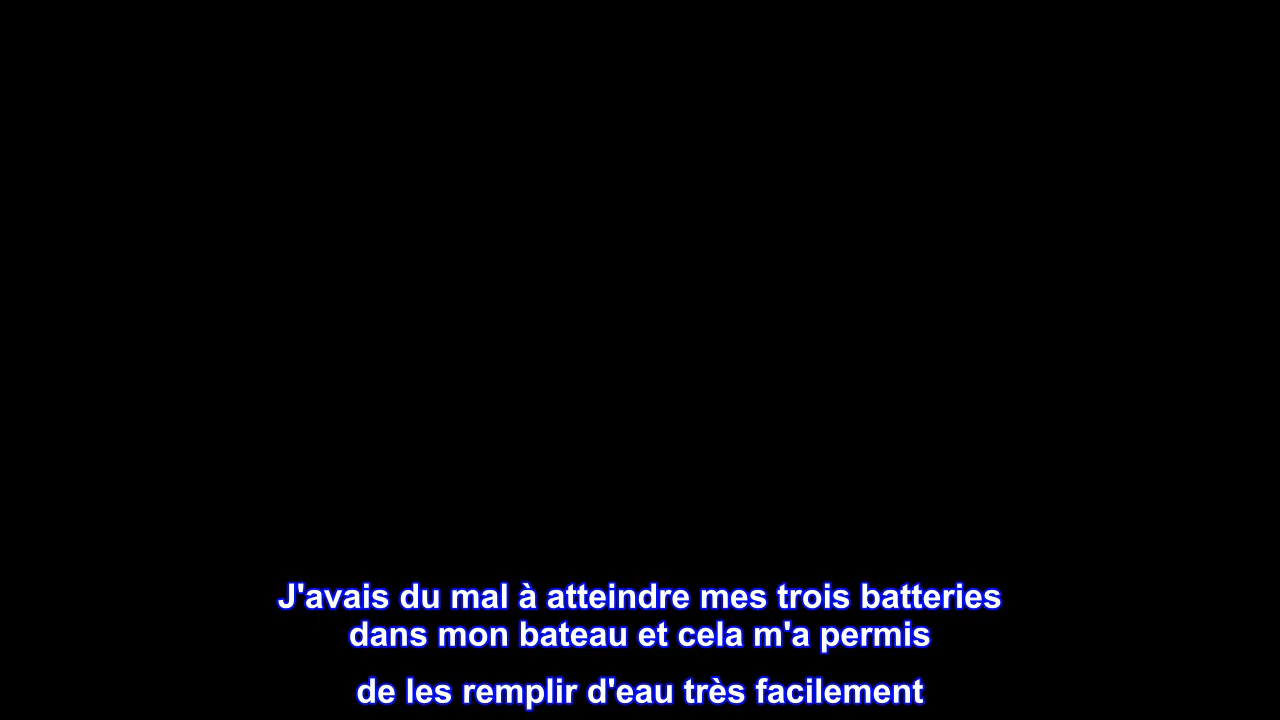 J'avais du mal à atteindre mes trois batteries
dans mon bateau et cela m'a permis
de les remplir d'eau très facilement